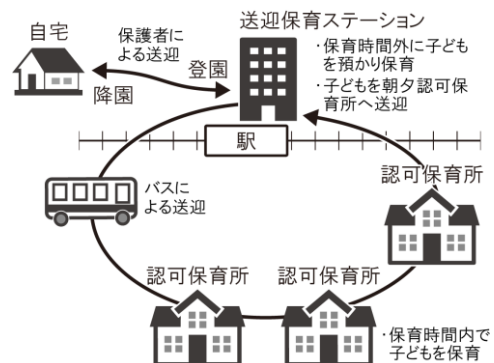 自宅
保護者
による送迎
登園
降園
送迎保育ステーション
・保育時間外に子ども
を預かり保育
・子どもを朝夕認可保
育所へ送迎
駅
バスに
よる送迎
認可保育所
認可保育所
認可保育所
・保育時間内で
子どもを保育